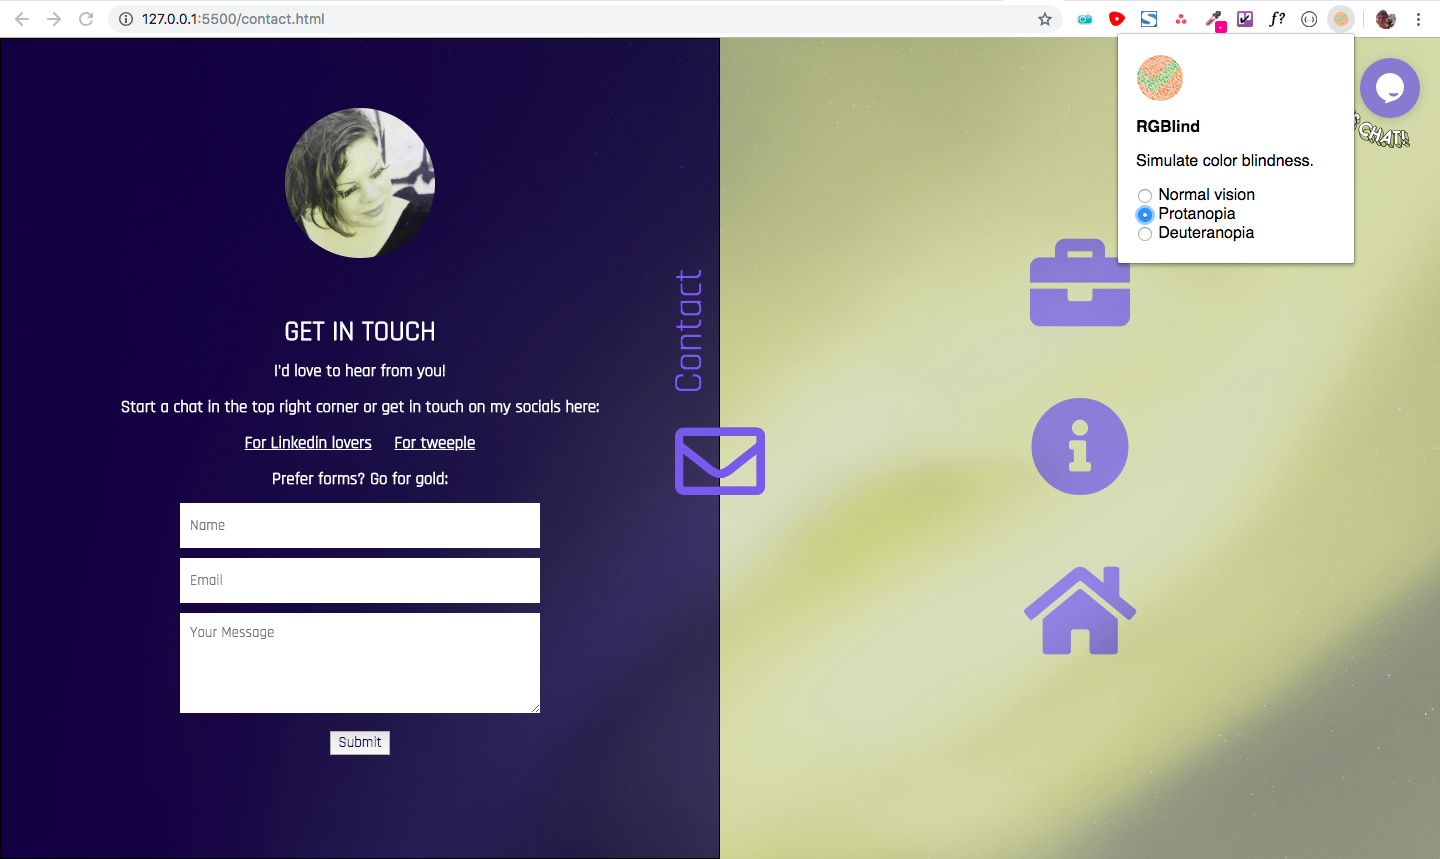 127.0.0.1:5500/contact.html
f?
RGBlind
Simulate color blindness.
Normal vision
Protanopia
Deuteranopia
CHAT!
GET IN TOUCH
I'd love to hear from you!
Start a chat in the top right corner or get in touch on my socials here:
For Linkedin lovers For tweeple
Prefer forms? Go for gold:
Name
Email
Your Message
Submit
Contact